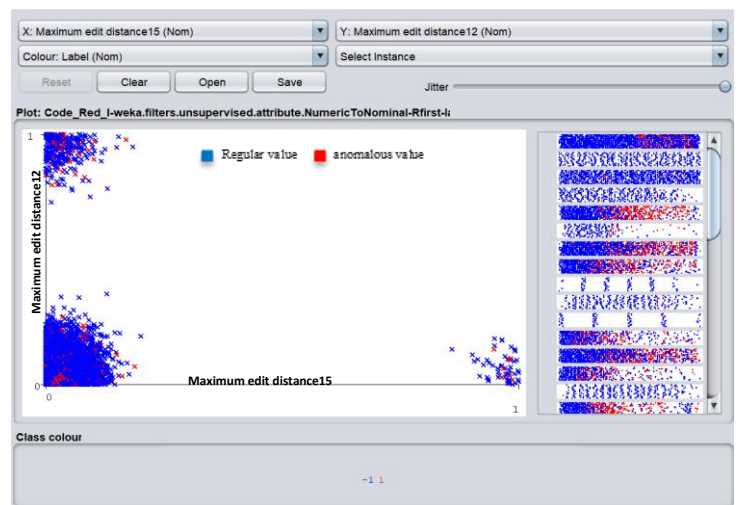 X: Maximum edit distance15 (Nom)
Y: Maximum edit distance12 (Nom)
Colour: Label (Nom)
Select Instance
Reset
Clear
Open
Save
Jitter
Plot: Code_Red_I-weka.filters.unsupervised.attribute.NumericToNominal-Rfirst-la
1
Regular value
anomalous value
Maximum edit distance12
0
Maximum edit distance15
0
1
Class colour
-1 1